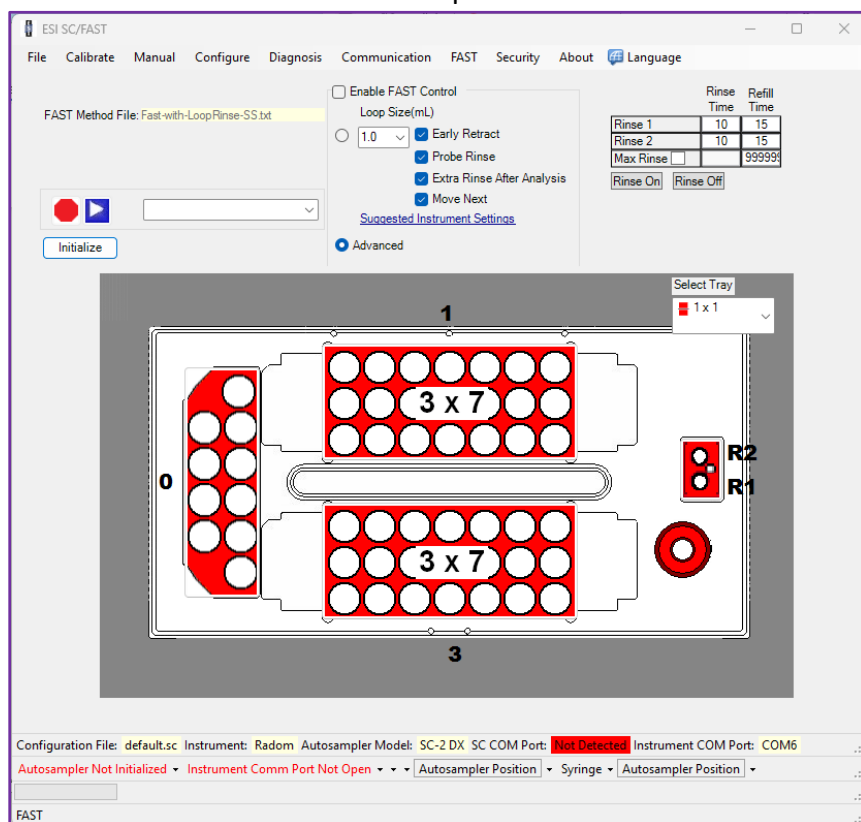 ESI SC/FAST
File Calibrate Manual Configure Diagnosis Communication FAST Security About Language
FAST Method File: Fast-with-LoopRinse-SS.txt
Enable FAST Control
Loop Size(mL)
1.0
Early Retract
Probe Rinse
Extra Rinse After Analysis
Move Next
Suggested Instrument Settings
Advanced
Rinse Time Refill Time
Rinse 1 10 15
Rinse 2 10 15
Max Rinse 999999
Rinse On Rinse Off
Initialize
Select Tray
1 x 1
1
3 x 7
R2
0
R1
3 x 7
3
Configuration File: default.sc Instrument: Radom Autosampler Model: SC-2 DX SC COM Port: Not Detected Instrument COM Port: COM6
Autosampler Not Initialized Instrument Comm Port Not Open Autosampler Position Syringe Autosampler Position
FAST